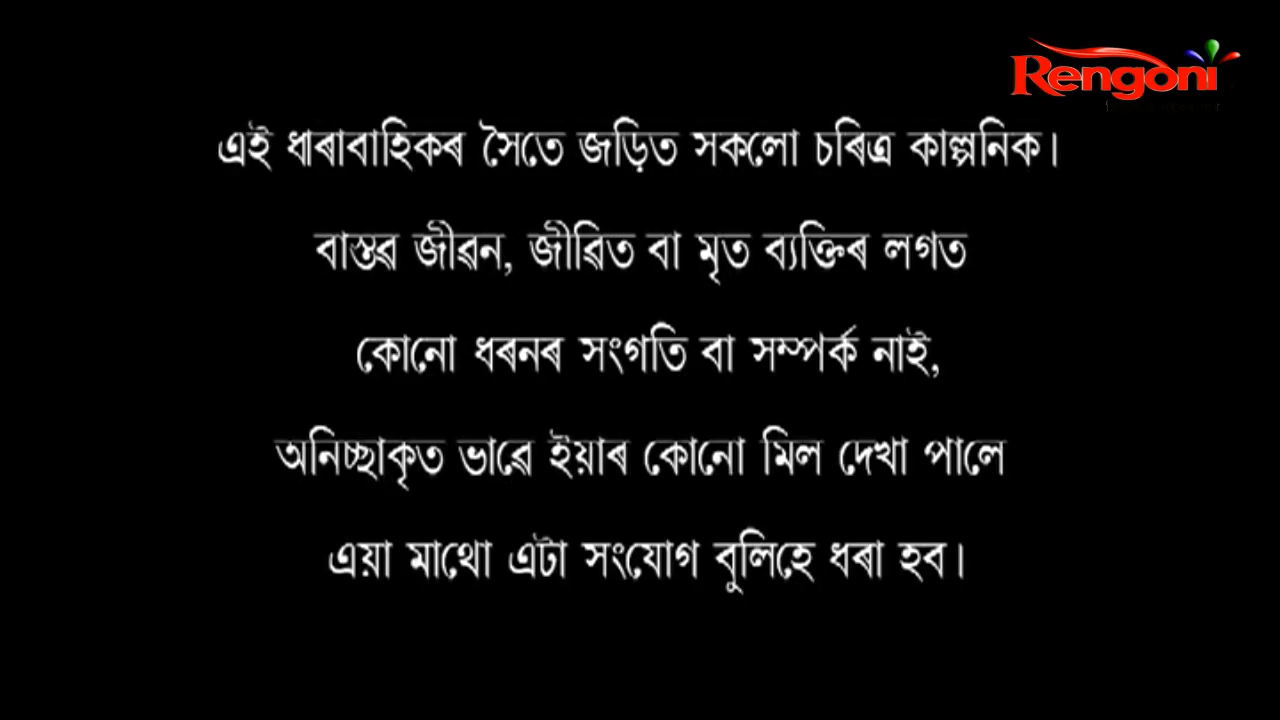 Rengoni
এই ধাৰাবাহিকৰ সৈতে জড়িত সকলো চৰিত্ৰ কাল্পনিক।
বাস্তৱ জীৱন, জীৱিত বা মৃত ব্যক্তিৰ লগত
কোনো ধৰনৰ সংগতি বা সম্পৰ্ক নাই,
অনিচ্ছাকৃত ভাৱে ইয়াৰ কোনো মিল দেখা পালে
এয়া মাথো এটা সংযোগ বুলিহে ধৰা হব।